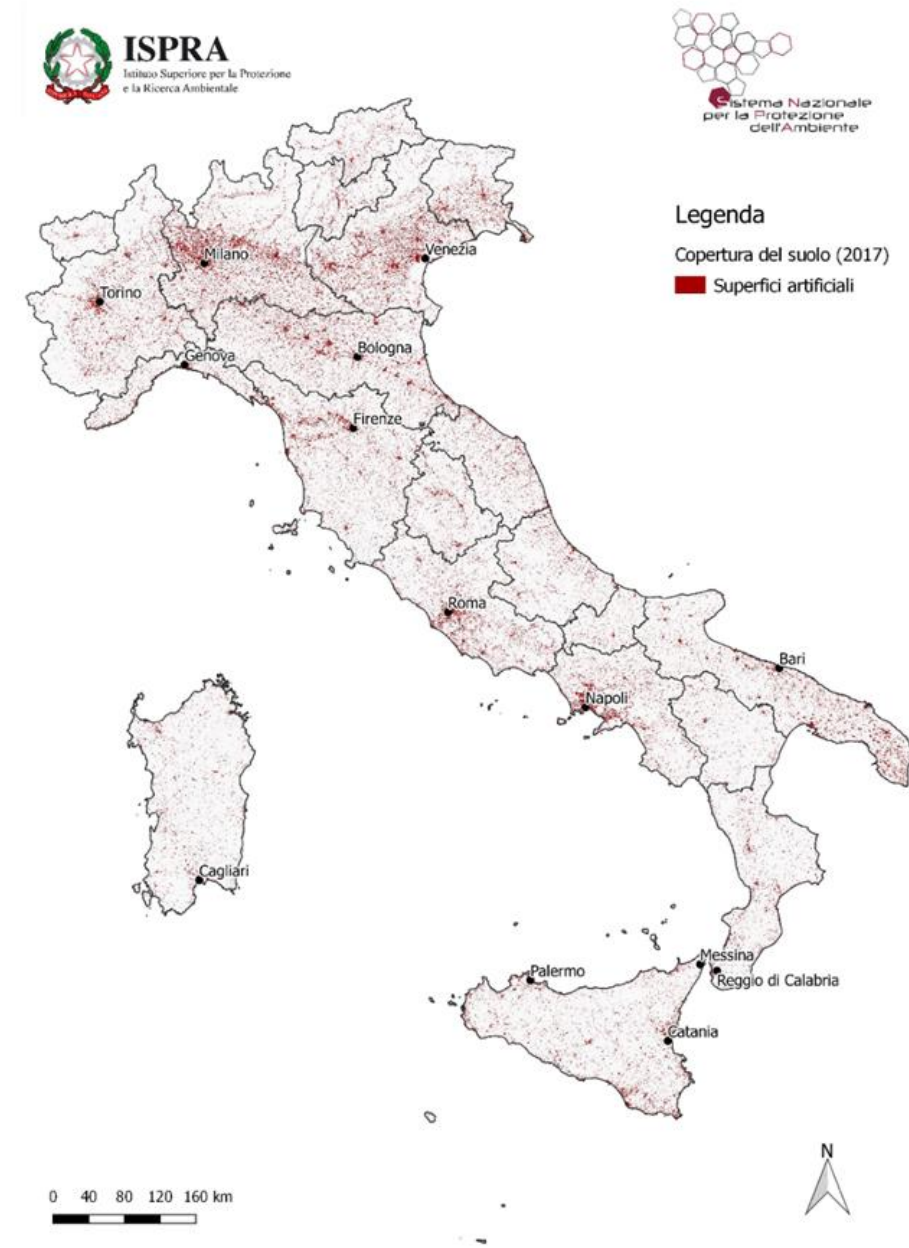 ISPRA
Istituto Superiore per la Protezione
e la Ricerca Ambientale
Sistema Nazionale
per la Protezione
dell'Ambiente
Legenda
Copertura del suolo (2017)
Superfici artificiali
Venezia
Milano
Torino
Bologna
Genova
Firenze
Roma
Bari
Napoli
Cagliari
Messina
Palermo
Reggio di Calabria
Catania
N
0 40 80 120 160 km